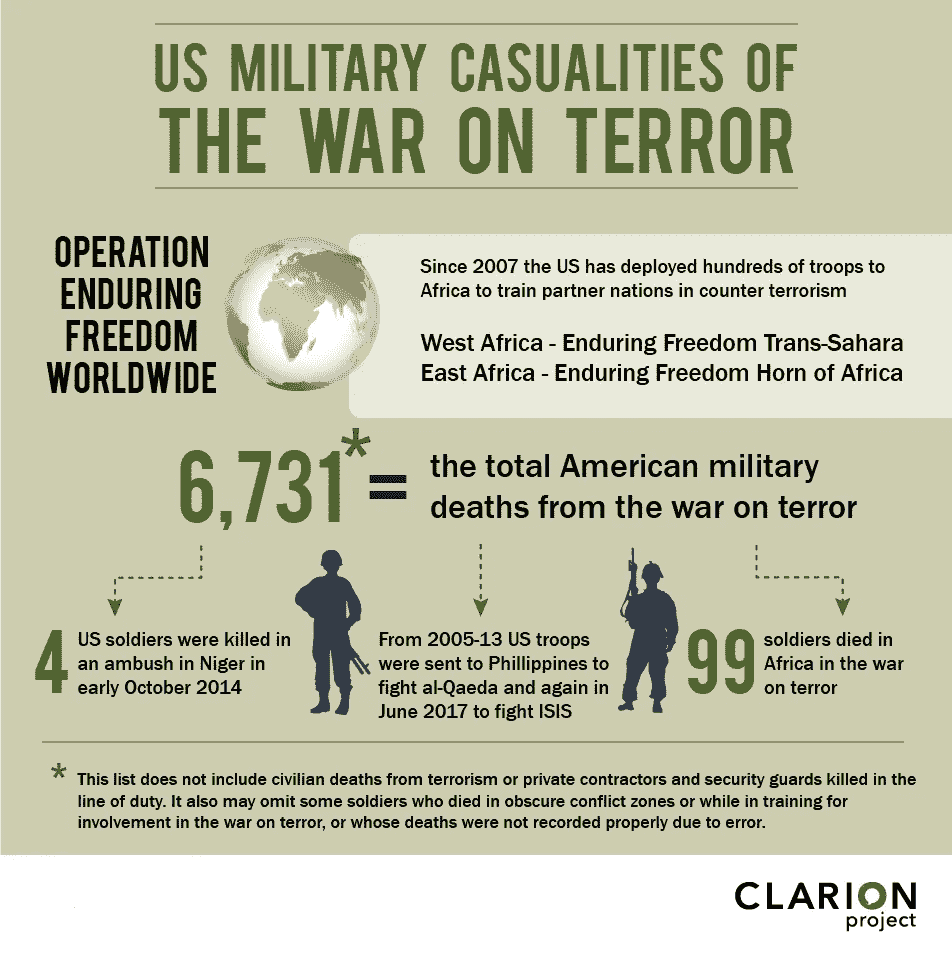 US MILITARY CASUALITIES OF
THE WAR ON TERROR
OPERATION
ENDURING
FREEDOM
WORLDWIDE
Since 2007 the US has deployed hundreds of troops to
Africa to train partner nations in counter terrorism
West Africa - Enduring Freedom Trans-Sahara
East Africa - Enduring Freedom Horn of Africa
6,731* =
the total American military
deaths from the war on terror
4
US soldiers were killed in
an ambush in Niger in
early October 2014
From 2005-13 US troops
were sent to Phillippines to
fight al-Qaeda and again in
June 2017 to fight ISIS
99
soldiers died in
Africa in the war
on terror
* This list does not include civilian deaths from terrorism or private contractors and security guards killed in the
line of duty. It also may omit some soldiers who died in obscure conflict zones or while in training for
involvement in the war on terror, or whose deaths were not recorded properly due to error.
CLARION
project